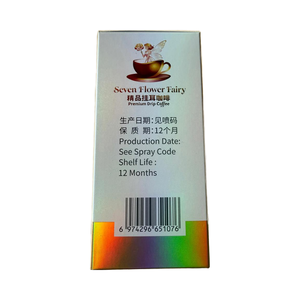 Seven Flower Fairy
精品挂耳咖啡
Premium Drip Coffee
生产日期:见喷码
保 质 期:12个月
Production Date:
See Spray Code
Shelf Life :
12 Months
6 974296 651076